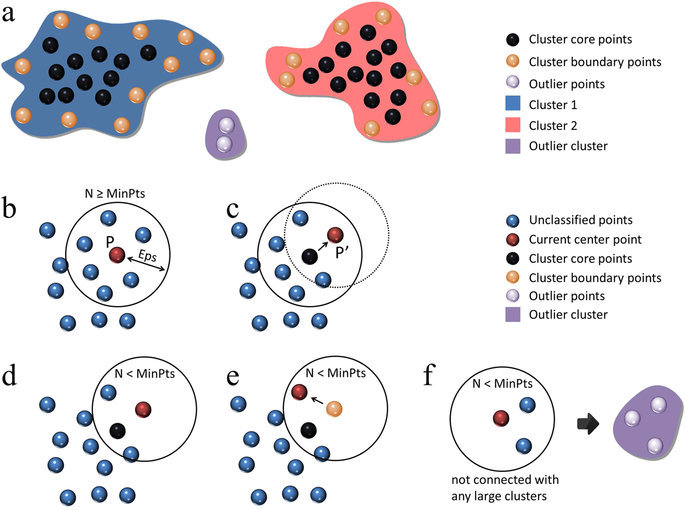 a
Cluster core points
Cluster boundary points
Outlier points
Cluster 1
Cluster 2
Outlier cluster
b
N ≥ MinPts
P
Eps
c
P’
Unclassified points
Current center point
Cluster core points
Cluster boundary points
Outlier points
Outlier cluster
d
N < MinPts
e
N < MinPts
f
N < MinPts
not connected with
any large clusters